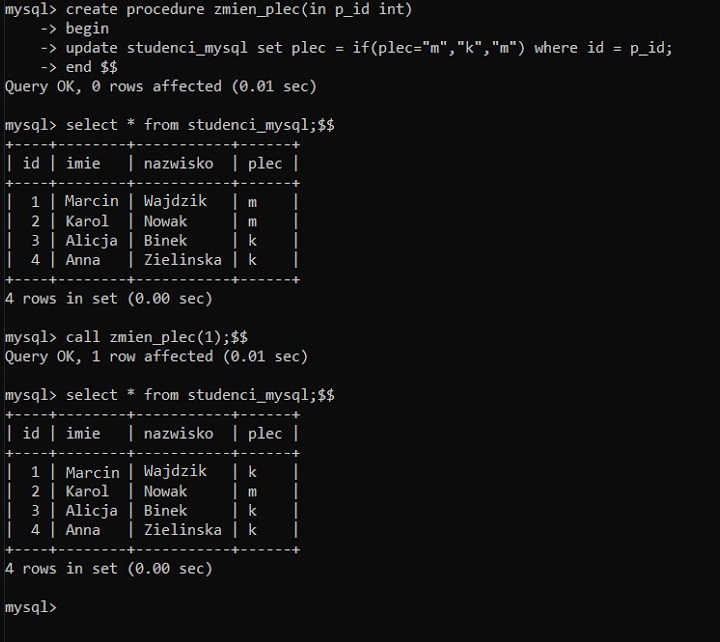 mysql> create procedure zmien_plec(in p_id int)
    -> begin
    -> update studenci_mysql set plec = if(plec="m","k","m") where id = p_id;
    -> end $$
Query OK, 0 rows affected (0.01 sec)

mysql> select * from studenci_mysql;$$
+----+--------+-----------+------+
| id | imie   | nazwisko  | plec |
+----+--------+-----------+------+
|  1 | Marcin | Wajdzik   | m    |
|  2 | Karol  | Nowak     | m    |
|  3 | Alicja | Binek     | k    |
|  4 | Anna   | Zielinska | k    |
+----+--------+-----------+------+
4 rows in set (0.00 sec)

mysql> call zmien_plec(1);$$
Query OK, 1 row affected (0.01 sec)

mysql> select * from studenci_mysql;$$
+----+--------+-----------+------+
| id | imie   | nazwisko  | plec |
+----+--------+-----------+------+
|  1 | Marcin | Wajdzik   | k    |
|  2 | Karol  | Nowak     | m    |
|  3 | Alicja | Binek     | k    |
|  4 | Anna   | Zielinska | k    |
+----+--------+-----------+------+
4 rows in set (0.00 sec)

mysql>